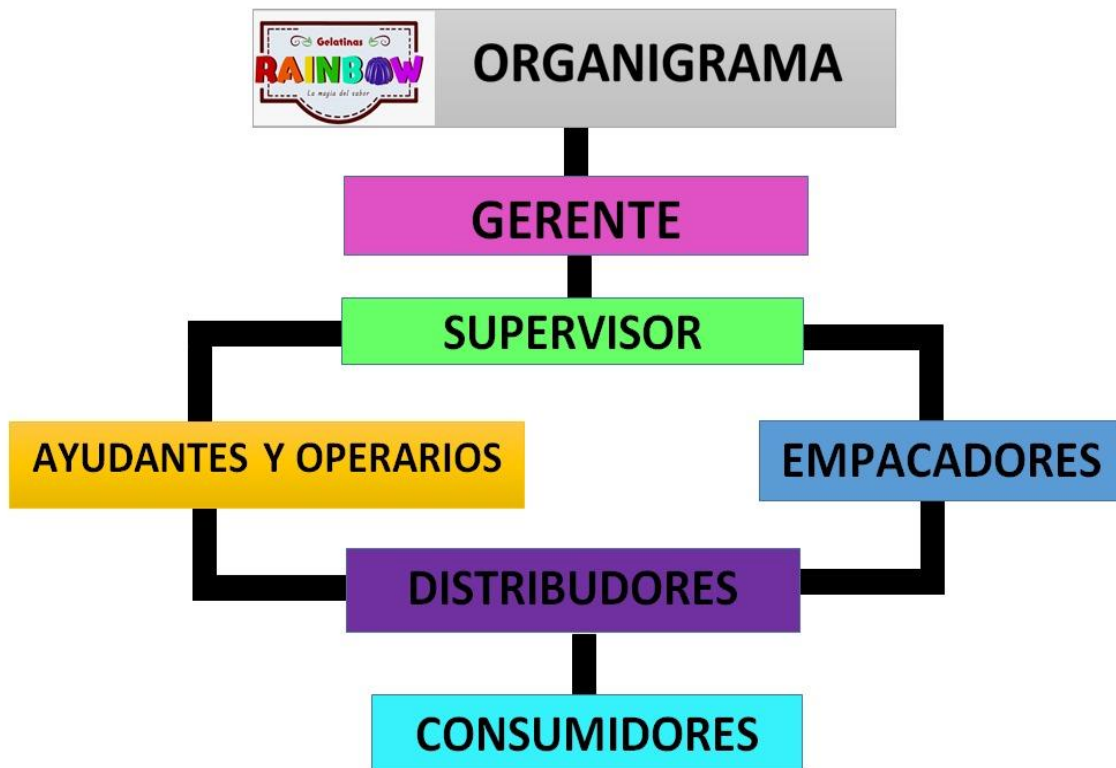 Gelatinas
RAINBOW
La magia del sabor
ORGANIGRAMA
GERENTE
SUPERVISOR
AYUDANTES Y OPERARIOS
EMPACADORES
DISTRIBUDORES
CONSUMIDORES